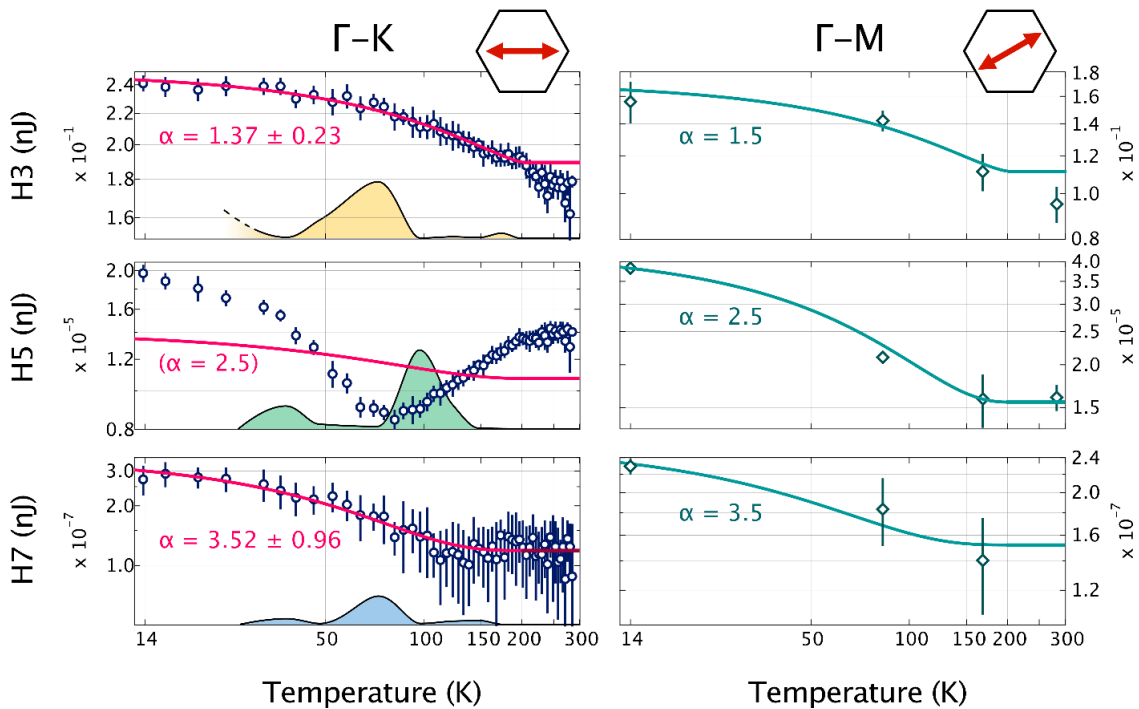 Γ–K
Γ–M
H3 (nJ)
x 10⁻¹
2.4
2.2
2.0
1.8
1.6
α = 1.37 ± 0.23
1.8
1.6
1.4
1.2
1.0
0.8
x 10⁻¹
α = 1.5
H5 (nJ)
x 10⁻⁵
2.0
1.6
1.2
0.8
(α = 2.5)
4.0
3.5
3.0
2.5
2.0
1.5
x 10⁻⁵
α = 2.5
H7 (nJ)
x 10⁻⁷
3.0
2.0
1.0
α = 3.52 ± 0.96
2.4
2.0
1.8
1.6
1.4
1.2
x 10⁻⁷
α = 3.5
14 50 100 150 200 300
14 50 100 150 200 300
Temperature (K)
Temperature (K)